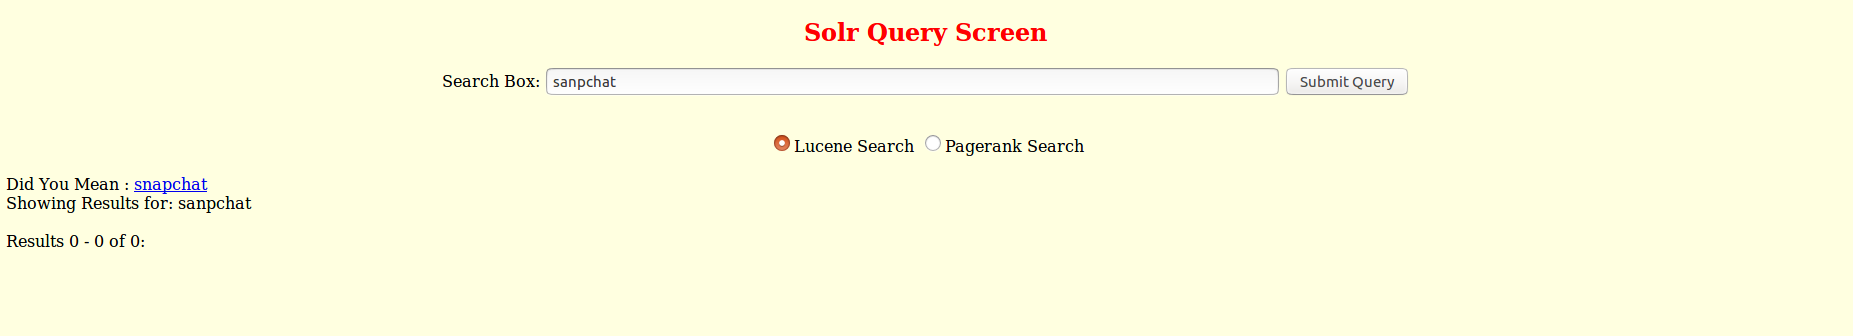 Solr Query Screen
Search Box: sanpchat Submit Query
Lucene Search Pagerank Search
Did You Mean : snapchat
Showing Results for: sanpchat
Results 0 - 0 of 0: